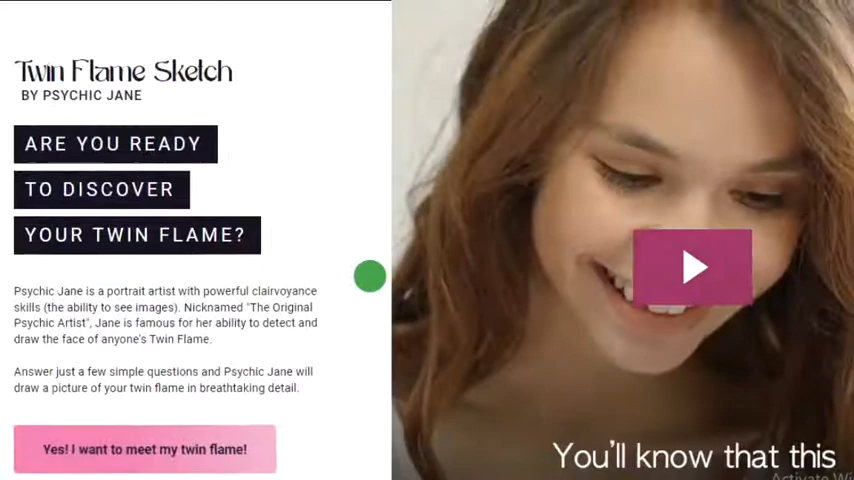 Twin Flame Sketch
BY PSYCHIC JANE
ARE YOU READY
TO DISCOVER
YOUR TWIN FLAME?
Psychic Jane is a portrait artist with powerful clairvoyance
skills (the ability to see images). Nicknamed "The Original
Psychic Artist", Jane is famous for her ability to detect and
draw the face of anyone's Twin Flame.
Answer just a few simple questions and Psychic Jane will
draw a picture of your twin flame in breathtaking detail.
Yes! I want to meet my twin flame!
You'll know that this
Activate